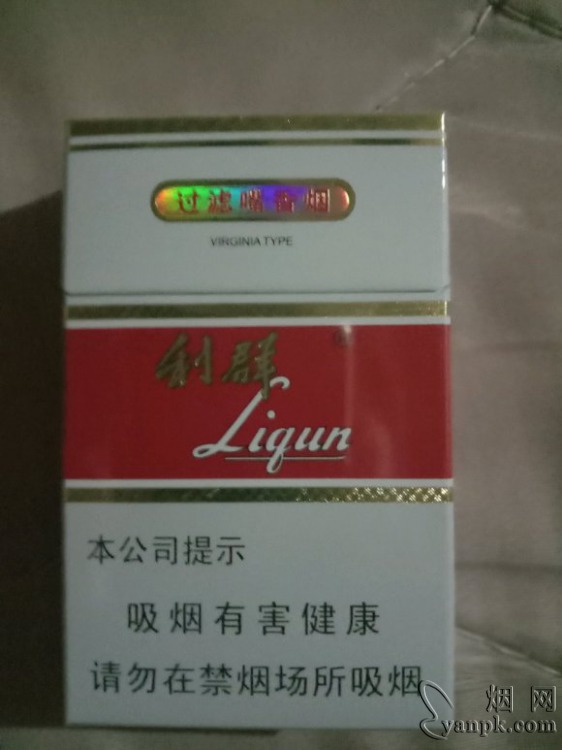 过滤嘴香烟
VIRGINIA TYPE
利群
®
Liqun
本公司提示
吸烟有害健康
请勿在禁烟场所吸烟
烟网
yanpk.com